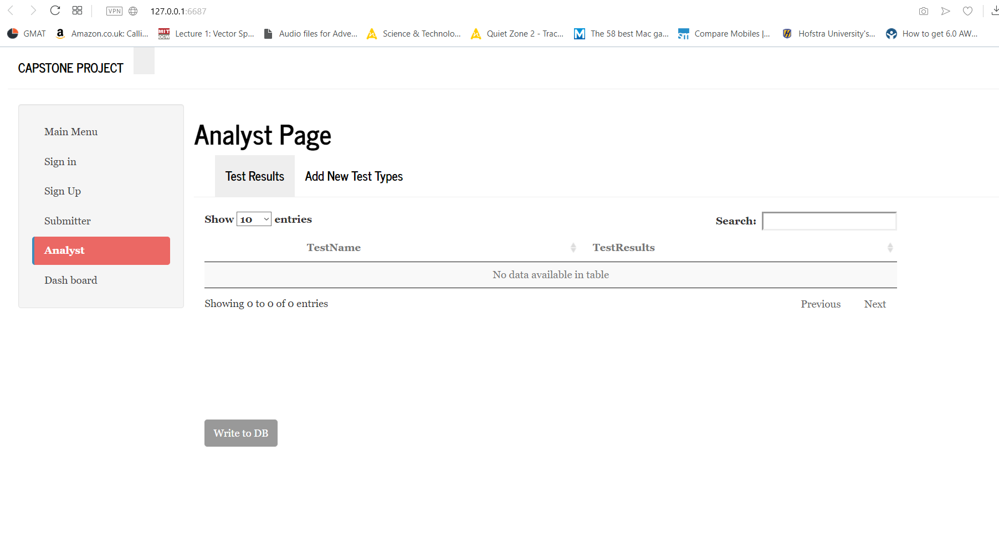 VPN 127.0.0.1:6687
GMAT Amazon.co.uk: Calli... Lecture 1: Vector Sp... Audio files for Adve... Science & Technolo... Quiet Zone 2 - Trac... The 58 best Mac ga... Compare Mobiles |... Hofstra University's... How to get 6.0 AW...
CAPSTONE PROJECT
Main Menu
Sign in
Sign Up
Submitter
Analyst
Dash board
Analyst Page
Test Results Add New Test Types
Show 10 entries Search:
TestName TestResults
No data available in table
Showing 0 to 0 of 0 entries Previous Next
Write to DB